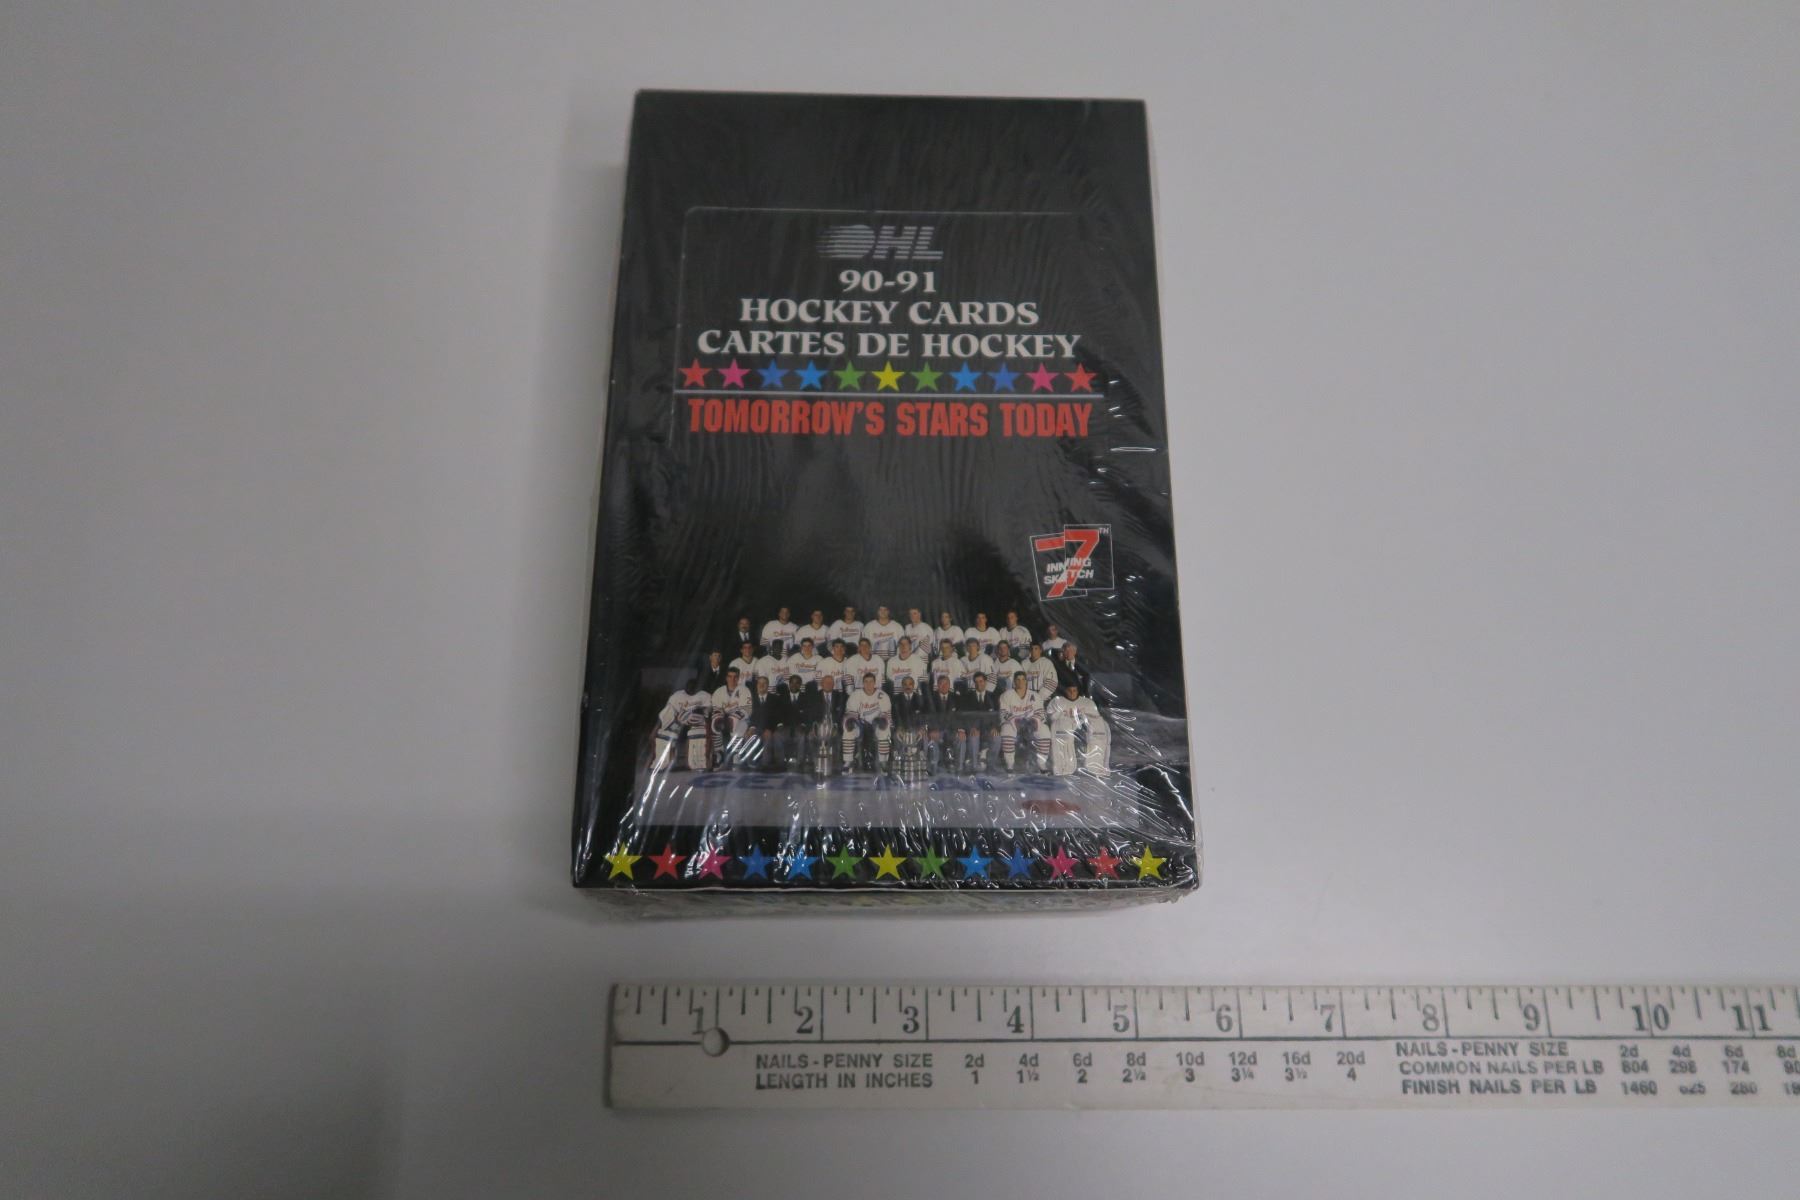 OHL
90-91
HOCKEY CARDS
CARTES DE HOCKEY
TOMORROW'S STARS TODAY
7TH
INNING
SKETCH
GENERALS
1 2 3 4 5 6 7 8 9 10 11
NAILS - PENNY SIZE 2d 4d 6d 8d 10d 12d 16d 20d
LENGTH IN INCHES 1 1½ 2 2½ 3 3¼ 3½ 4
NAILS - PENNY SIZE 2d 4d 6d 8d
COMMON NAILS PER LB 804 298 174
FINISH NAILS PER LB 1460 280